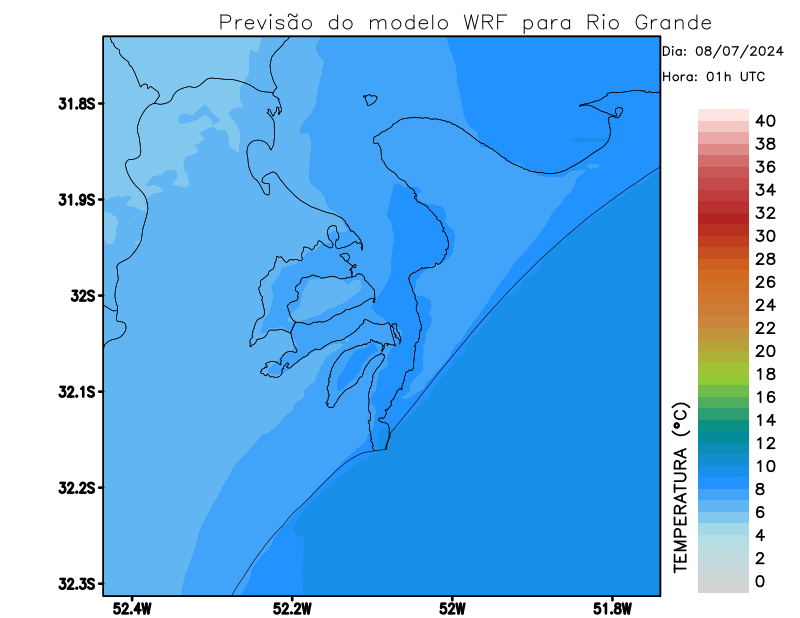 Previsão do modelo WRF para Rio Grande
Dia: 08/07/2024
Hora: 01h UTC
31.8S
31.9S
32S
32.1S
32.2S
32.3S
52.4W
52.2W
52W
51.8W
TEMPERATURA (ºC)
40
38
36
34
32
30
28
26
24
22
20
18
16
14
12
10
8
6
4
2
0